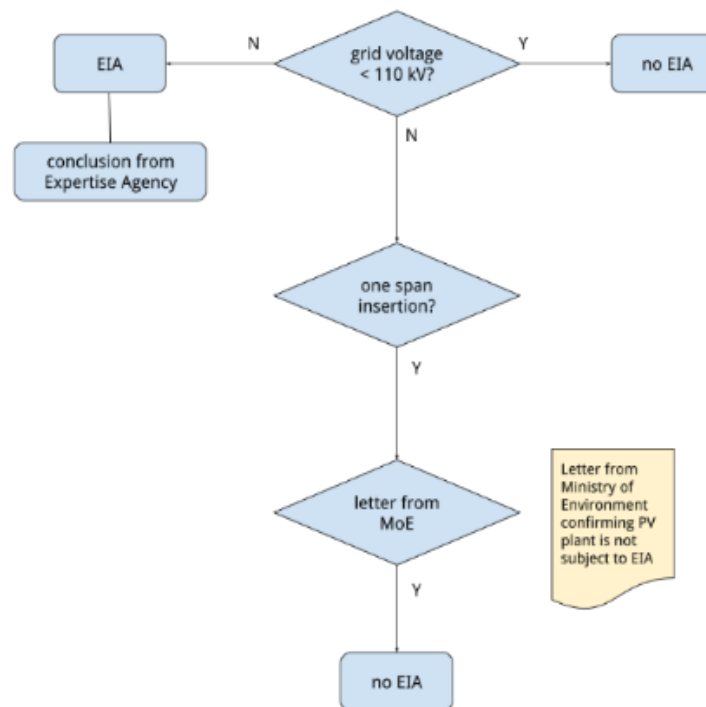 N
Y
EIA
grid voltage
< 110 kV?
no EIA
N
conclusion from
Expertise Agency
one span
insertion?
Y
letter from
MoE
Letter from
Ministry of
Environment
confirming PV
plant is not
subject to EIA
Y
no EIA